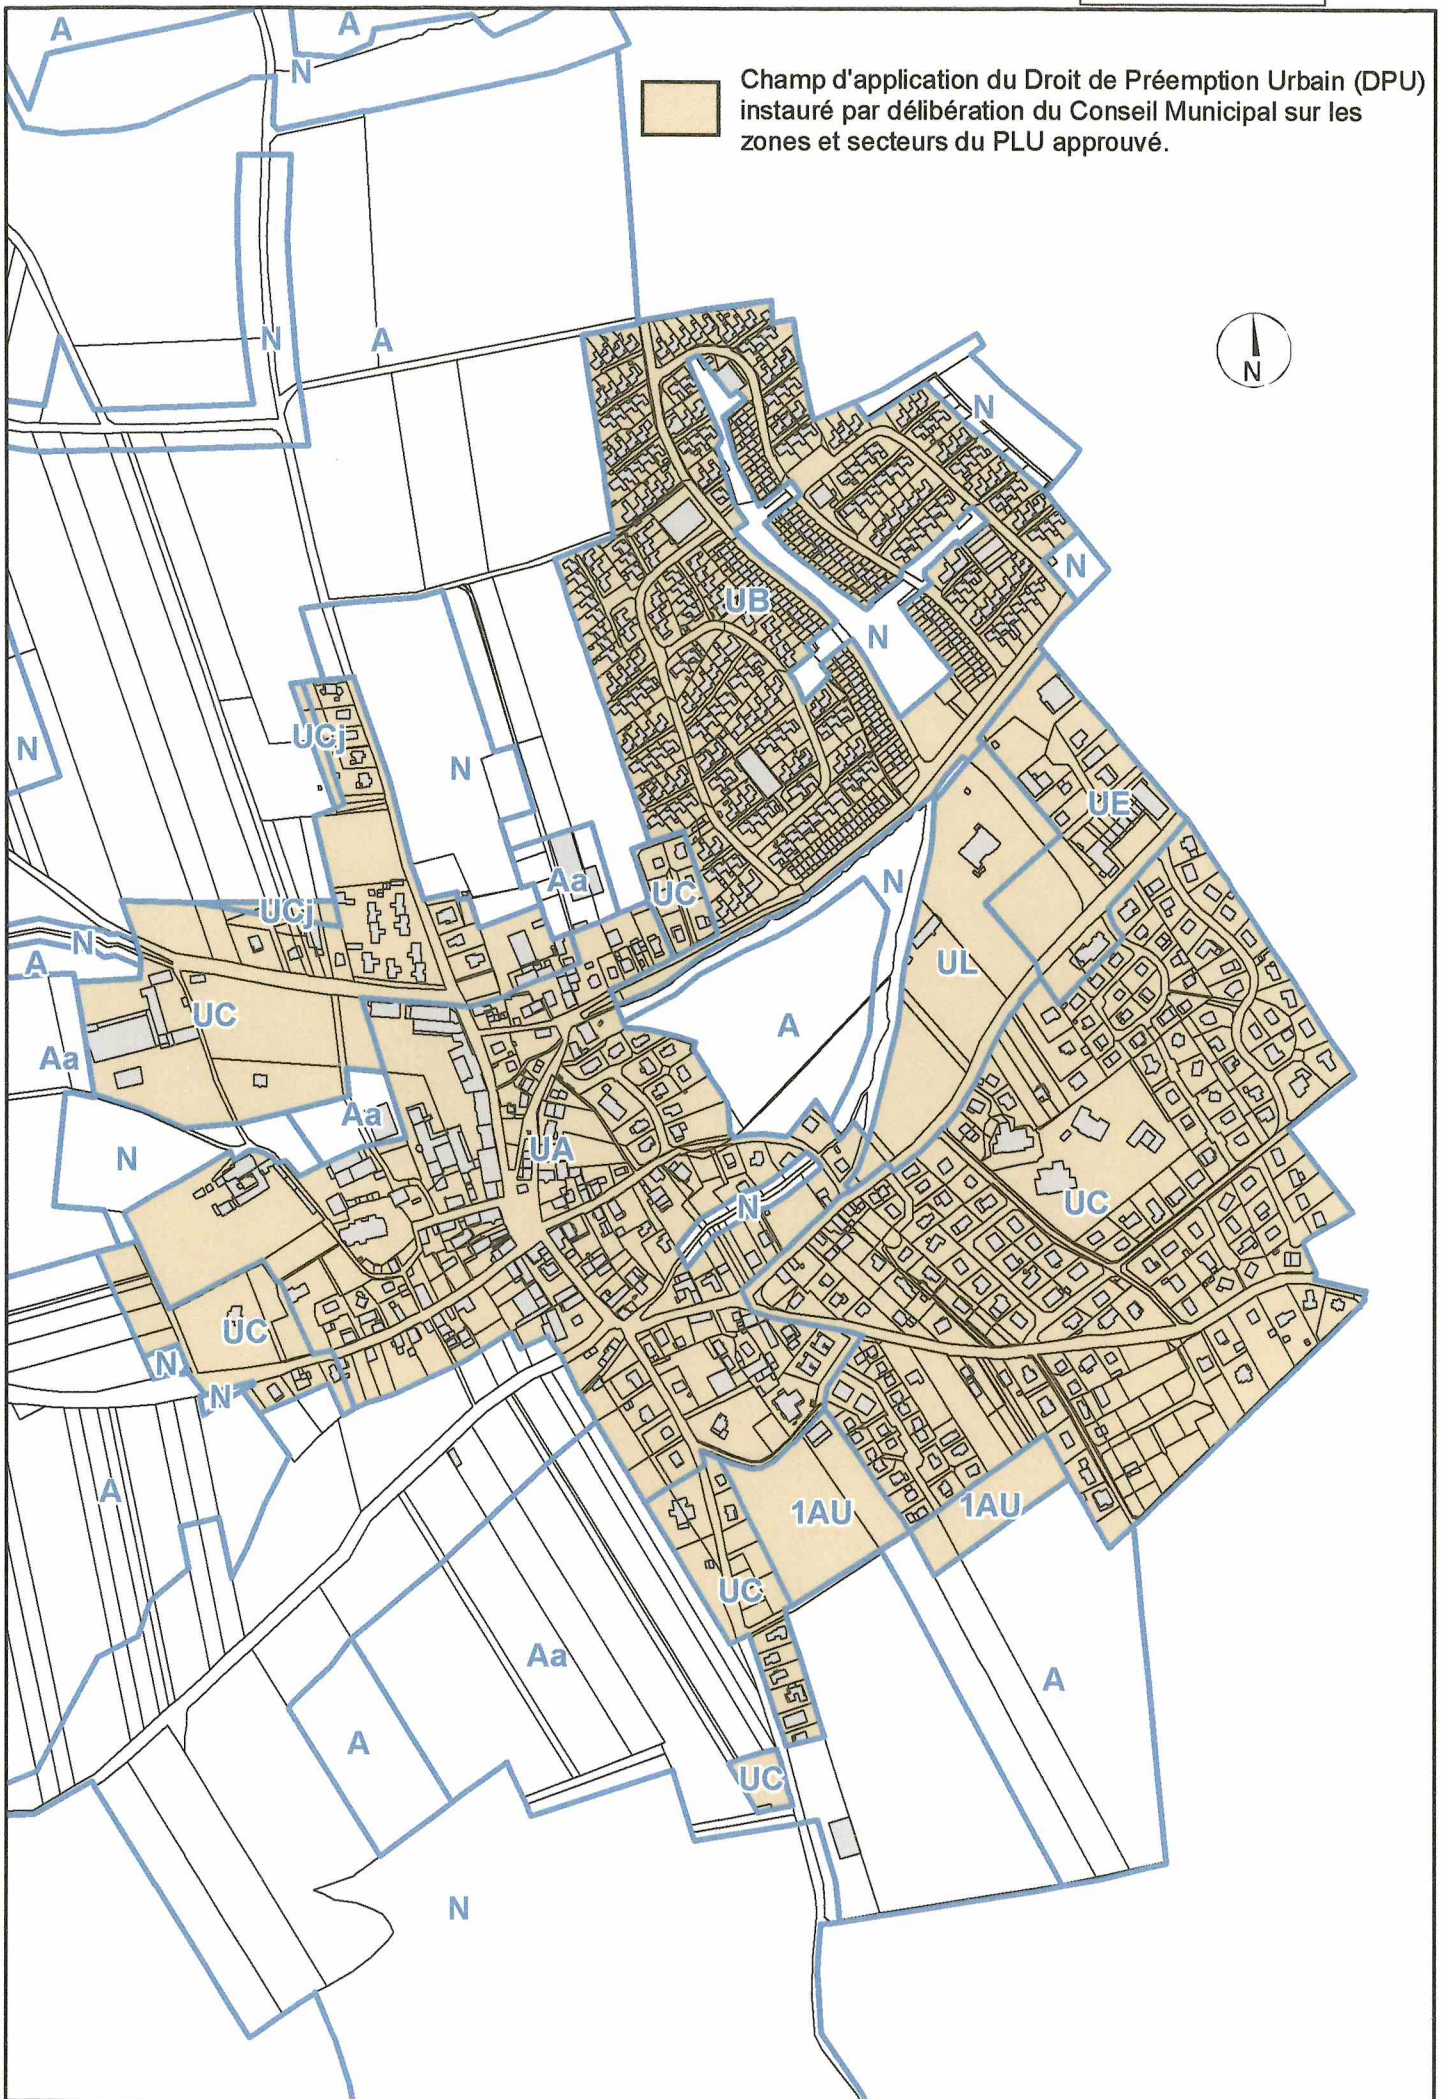 A
A
N
Champ d'application du Droit de Préemption Urbain (DPU)
instauré par délibération du Conseil Municipal sur les
zones et secteurs du PLU approuvé.
N
A
N
N
N
UB
N
UCj
N
N
UE
Aa
UC
N
UCj
N
A
UL
UC
A
Aa
Aa
UA
N
N
UC
UC
N
N
A
1AU
1AU
UC
Aa
A
A
UC
N